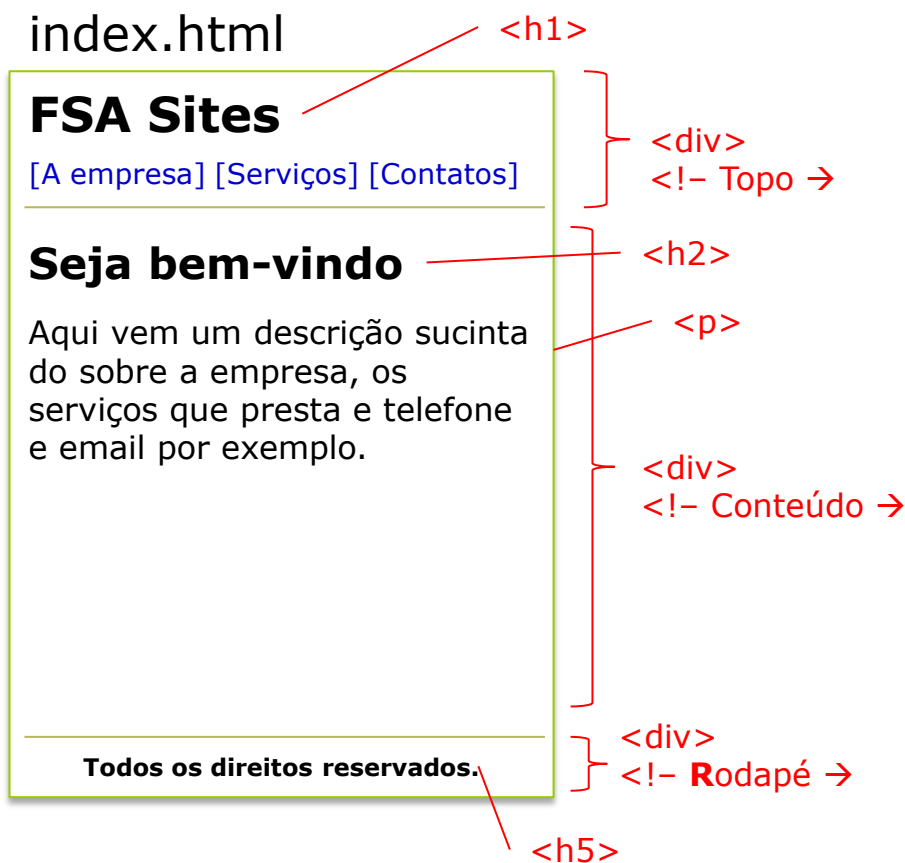 index.html
<h1>
FSA Sites
[A empresa] [Serviços] [Contatos]
<div>
<!– Topo →
Seja bem-vindo
<h2>
Aqui vem um descrição sucinta
do sobre a empresa, os
serviços que presta e telefone
e email por exemplo.
<p>
<div>
<!– Conteúdo →
Todos os direitos reservados.
<div>
<!– Rodapé →
<h5>